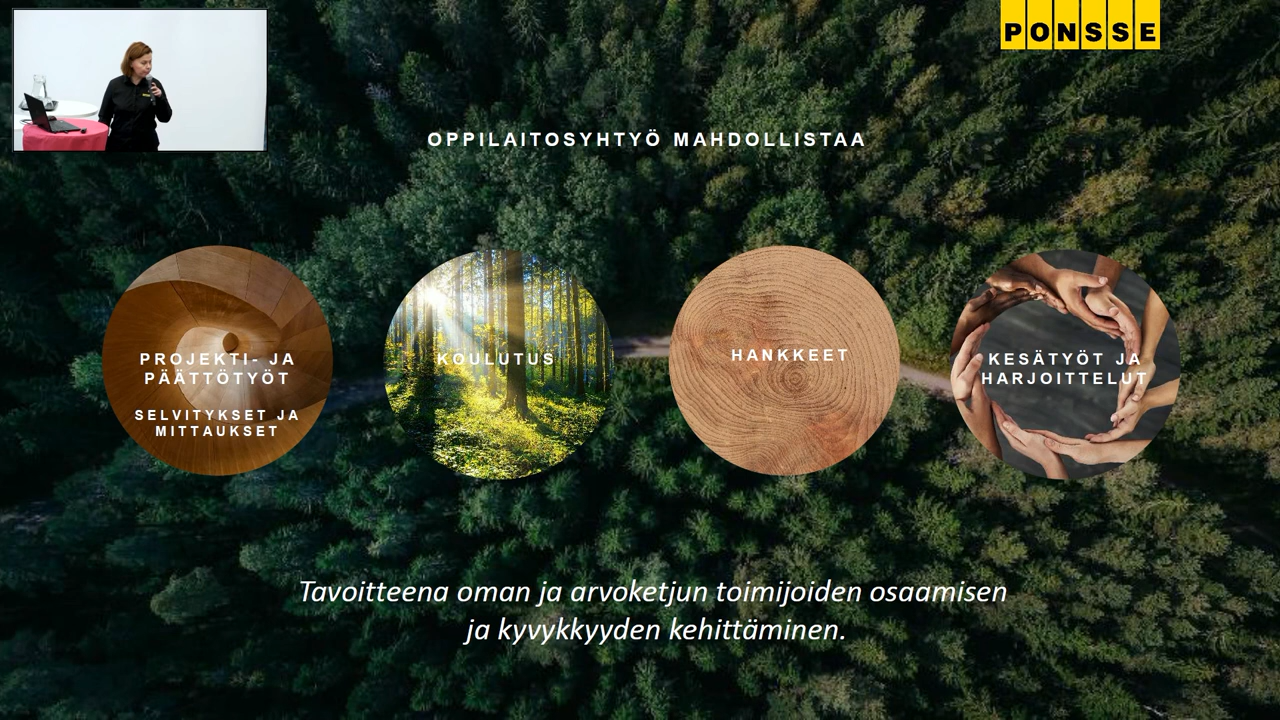 PONSSE
OPPILAITOSYHTYÖ MAHDOLLISTAA
PROJEKTI- JA
PÄÄTTÖTYÖT
SELVITYKSET JA
MITTAUKSET
KOULUTUS
HANKKEET
KESÄTYÖT JA
HARJOITTELUT
Tavoitteena oman ja arvoketjun toimijoiden osaamisen
ja kyvykkyyden kehittäminen.